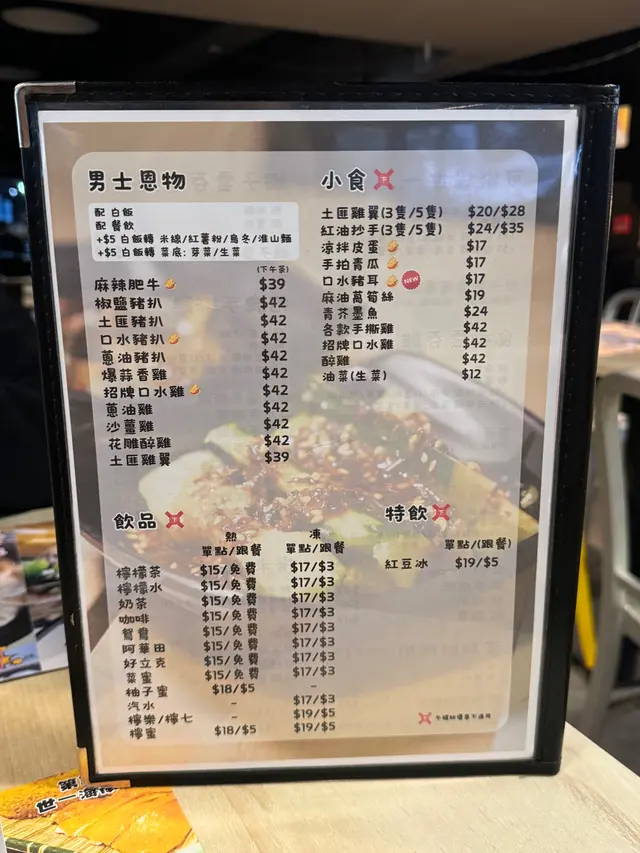 男士恩物
配 白飯
配 餐飲
+$5 白飯轉 米線/紅薯粉/烏冬/淮山麵
+$5 白飯轉 菜底: 芽菜/生菜
(下午茶)
麻辣肥牛 $39
椒鹽豬扒 $42
土匪豬扒 $42
口水豬扒 $42
蔥油豬扒 $42
爆蒜香雞 $42
招牌口水雞 $42
蔥油雞 $42
沙薑雞 $42
花雕醉雞 $42
土匪雞翼 $39
小食
土匪雞翼(3隻/5隻) $20/$28
紅油抄手(3隻/5隻) $24/$35
涼拌皮蛋 $17
手拍青瓜 $17
口水豬耳 NEW $17
麻油萵筍絲 $19
青芥墨魚 $24
各款手撕雞 $42
招牌口水雞 $42
醉雞 $42
油菜(生菜) $12
飲品
熱 凍
單點/跟餐 單點/跟餐
檸檬茶 $15/免費 $17/$3
檸檬水 $15/免費 $17/$3
奶茶 $15/免費 $17/$3
咖啡 $15/免費 $17/$3
鴛鴦 $15/免費 $17/$3
阿華田 $15/免費 $17/$3
好立克 $15/免費 $17/$3
菜蜜 $15/免費 $17/$3
柚子蜜 $18/$5 –
汽水 – $17/$3
檸樂/檸七 – $19/$5
檸蜜 $18/$5 $19/$5
特飲
單點/(跟餐)
紅豆冰 $19/$5